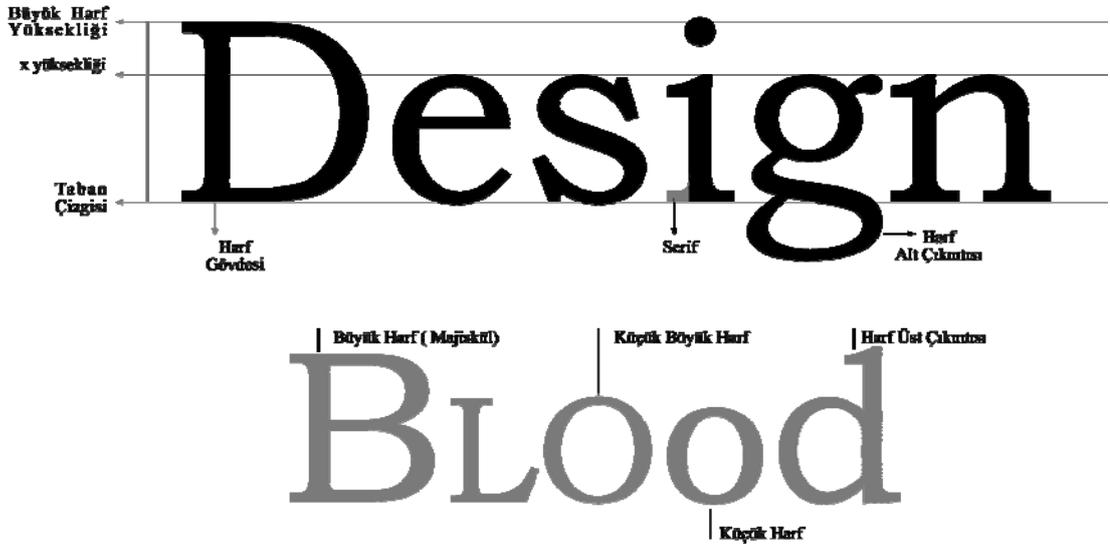 Büyük Harf
Yüksekliği
x yüksekliği
Design
Taban
Çizgisi
Harf
Gövdesi
Serif
Harf
Alt Çıkıntısı
Büyük Harf ( Majiskül)
Küçük Büyük Harf
Harf Üst Çıkıntısı
BLood
Küçük Harf